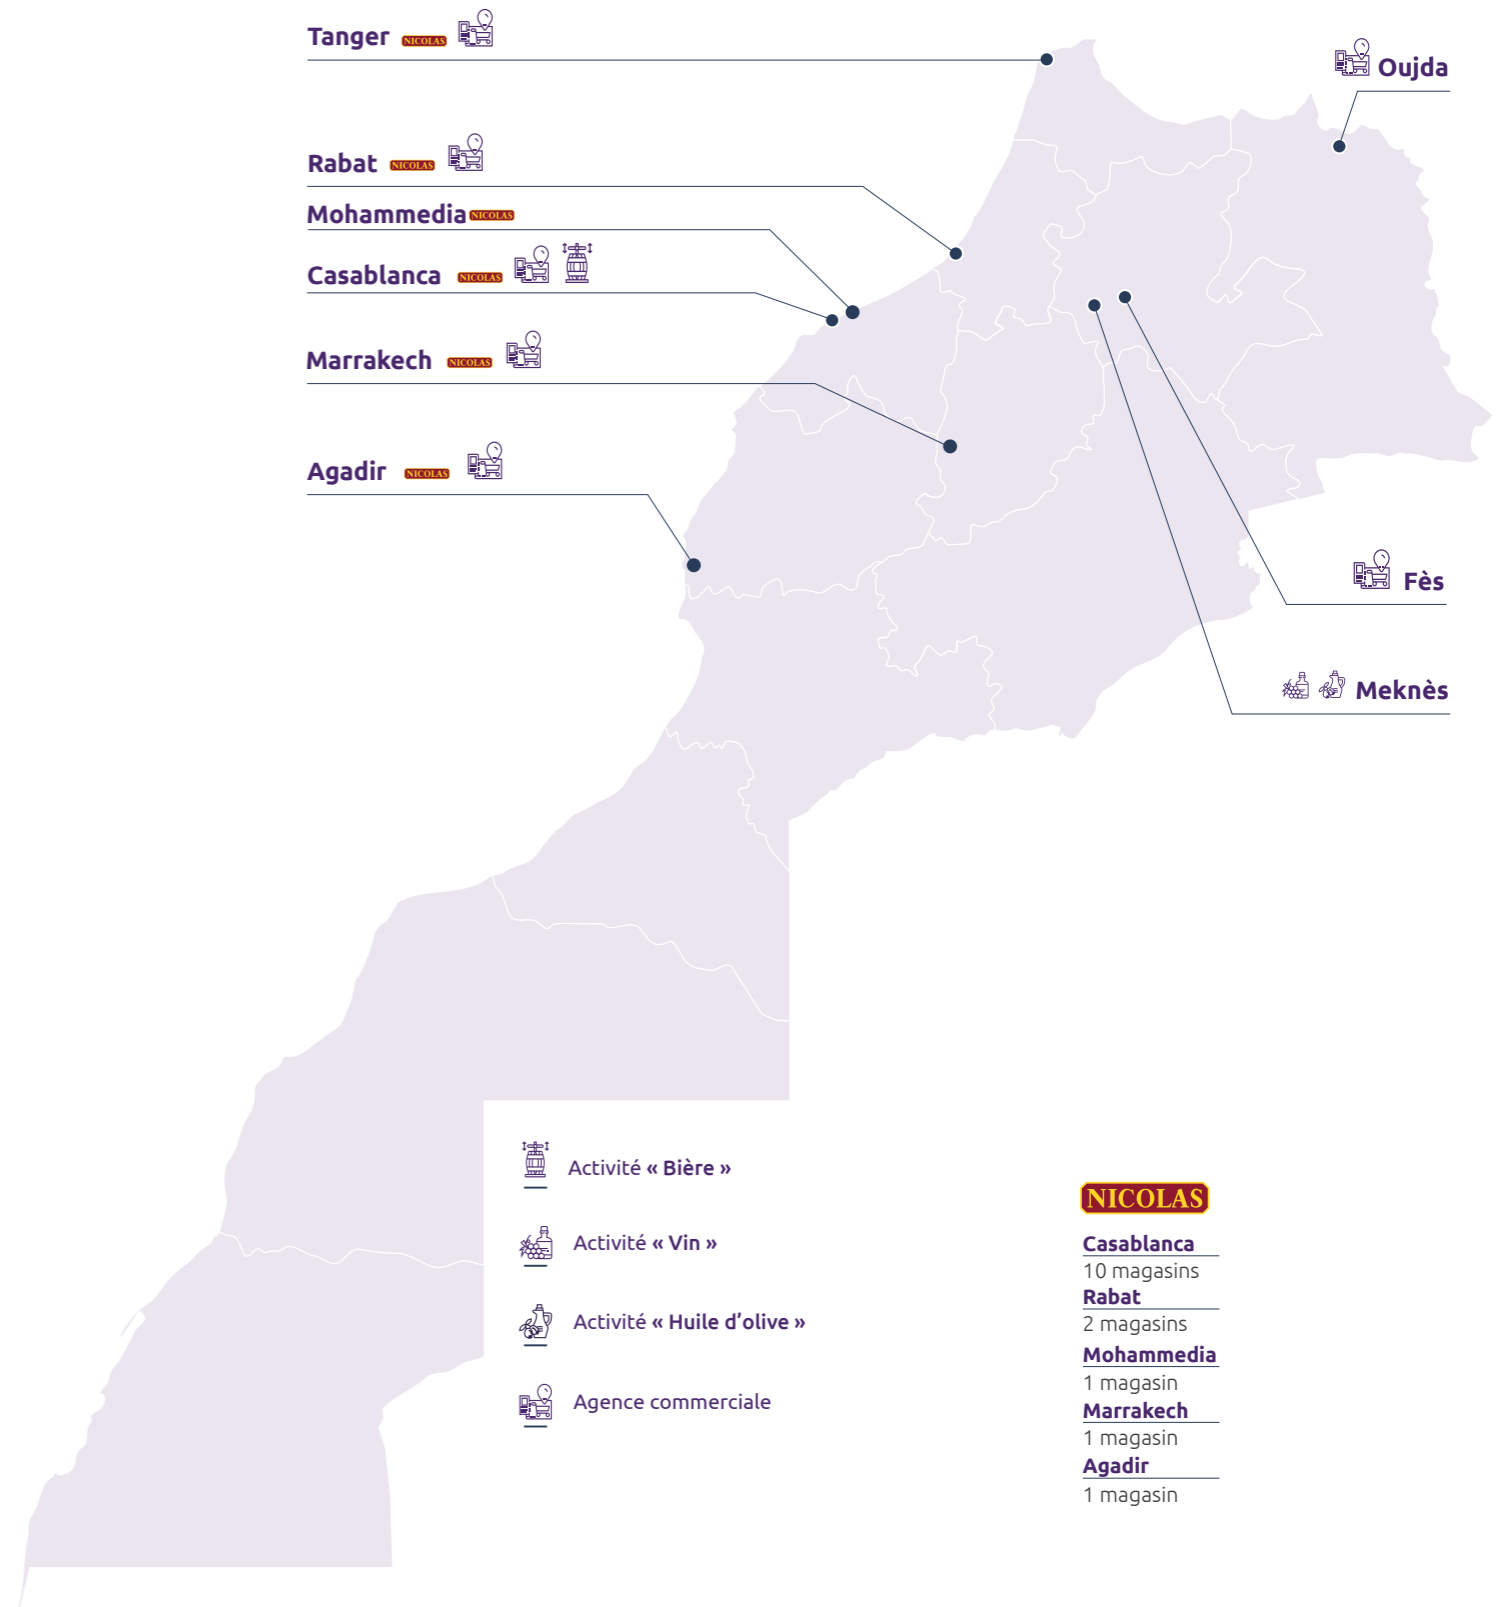 Tanger NICOLAS
Oujda
Rabat NICOLAS
Mohammedia NICOLAS
Casablanca NICOLAS
Marrakech NICOLAS
Agadir NICOLAS
Fès
Meknès
Activité « Bière »
Activité « Vin »
Activité « Huile d’olive »
Agence commerciale
NICOLAS
Casablanca
10 magasins
Rabat
2 magasins
Mohammedia
1 magasin
Marrakech
1 magasin
Agadir
1 magasin